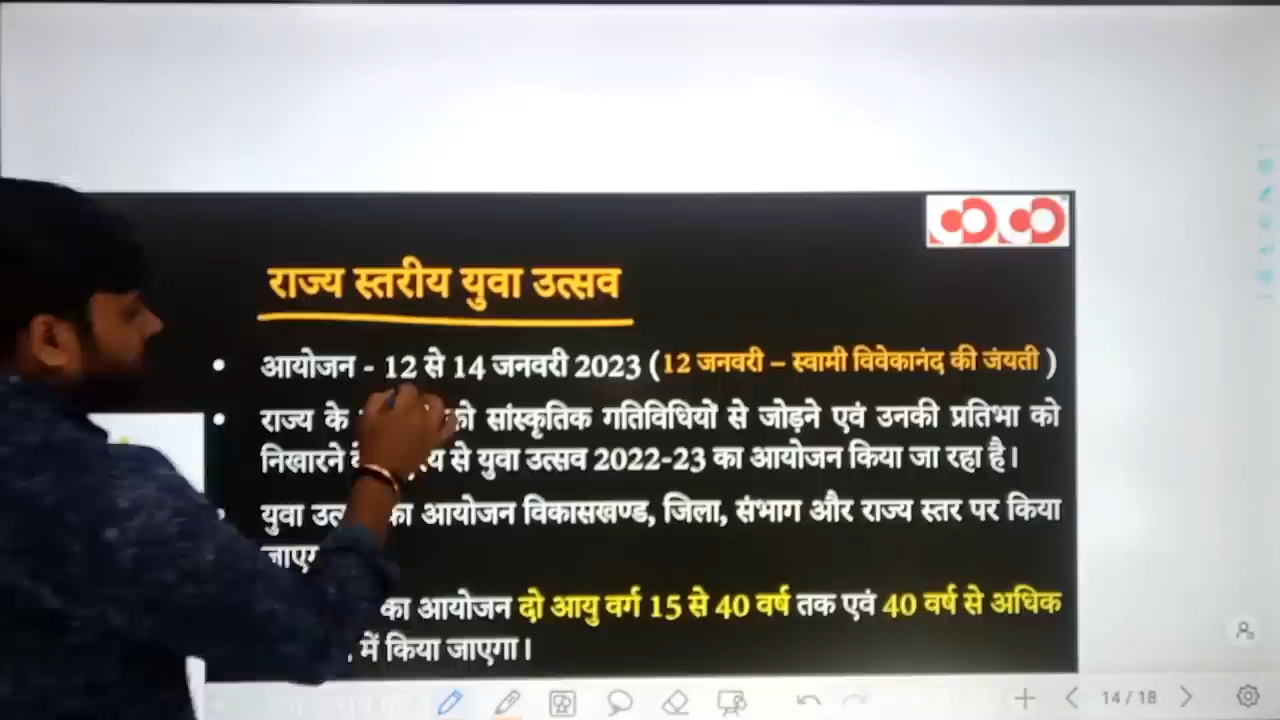 राज्य स्तरीय युवा उत्सव
आयोजन - 12 से 14 जनवरी 2023 (12 जनवरी – स्वामी विवेकानंद की जंयती )
राज्य के को सांस्कृतिक गतिविधियों से जोड़ने एवं उनकी प्रतिभा को
निखारने से युवा उत्सव 2022-23 का आयोजन किया जा रहा है।
युवा का आयोजन विकासखण्ड, जिला, संभाग और राज्य स्तर पर किया
का आयोजन दो आयु वर्ग 15 से 40 वर्ष तक एवं 40 वर्ष से अधिक
में किया जाएगा।
14 / 18